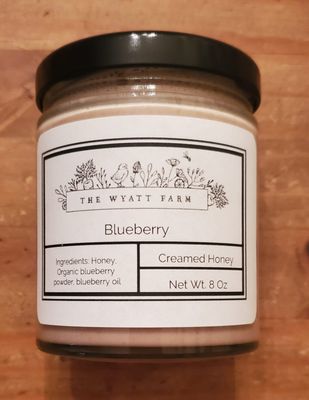 THE WYATT FARM
Blueberry
Ingredients: Honey,
Organic blueberry
powder, blueberry oil
Creamed Honey
Net Wt. 8 Oz